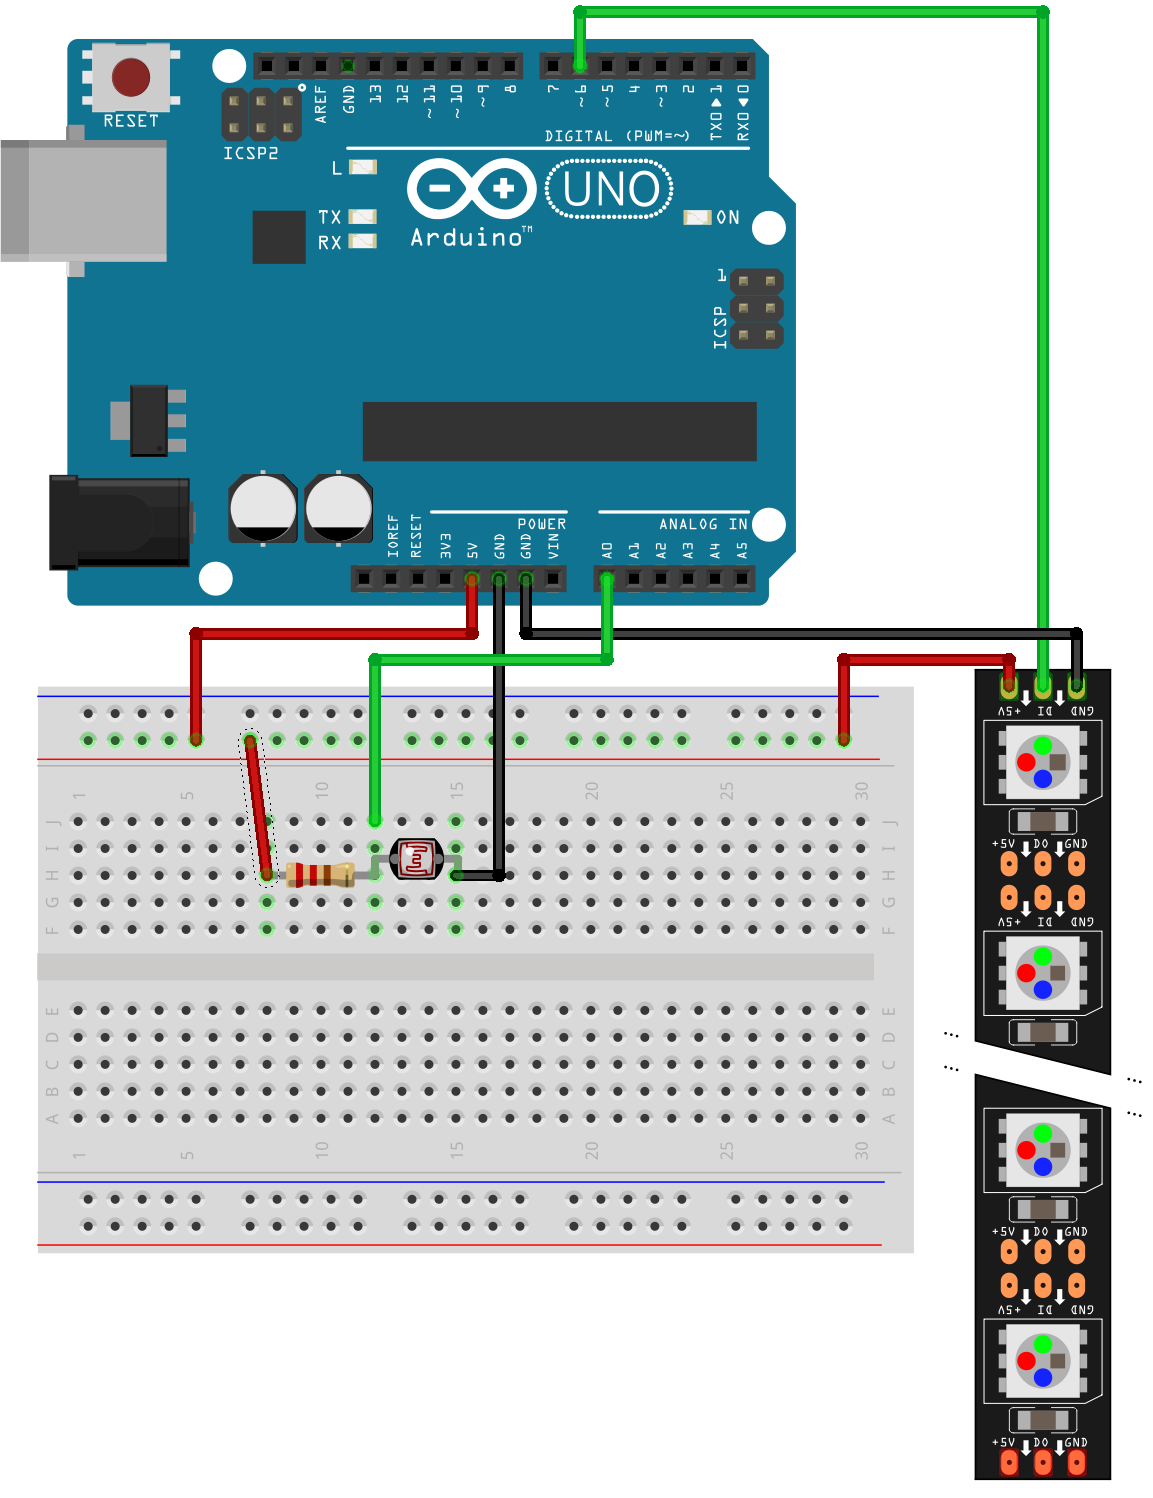 RESET
ICSP2
AREF
GND
13
12
~11
~10
~9
8
7
~6
~5
4
~3
2
TX0▶1
RX0◀0
DIGITAL (PWM=~)
L
TX
RX
UNO
Arduino™
ON
1
ICSP
POWER
ANALOG IN
IOREF
RESET
3V3
5V
GND
GND
VIN
A0
A1
A2
A3
A4
A5
+5V DI GND
1 5 10 15 20 25 30
J J
I I
H H
G G
F F
+5V DO GND
+5V DI GND
E E
D D
C C
B B
A A
1 5 10 15 20 25 30
+5V DO GND
+5V DI GND
+5V DO GND